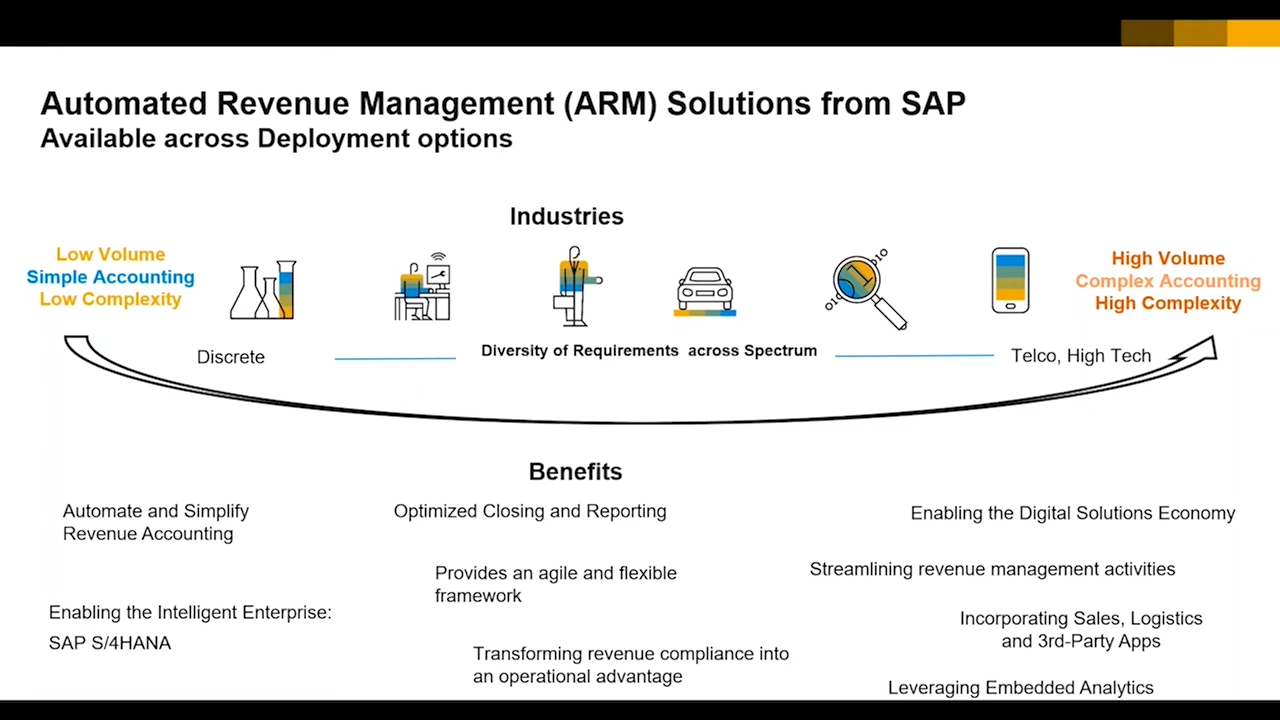 Automated Revenue Management (ARM) Solutions from SAP
Available across Deployment options
Industries
Low Volume
Simple Accounting
Low Complexity
High Volume
Complex Accounting
High Complexity
Discrete
Diversity of Requirements across Spectrum
Telco, High Tech
Benefits
Automate and Simplify
Revenue Accounting
Enabling the Intelligent Enterprise:
SAP S/4HANA
Optimized Closing and Reporting
Provides an agile and flexible
framework
Transforming revenue compliance into
an operational advantage
Enabling the Digital Solutions Economy
Streamlining revenue management activities
Incorporating Sales, Logistics
and 3rd-Party Apps
Leveraging Embedded Analytics